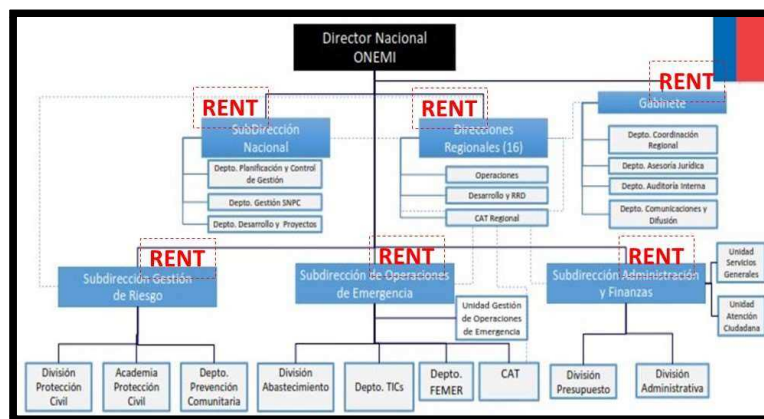 Director Nacional
ONEMI
RENT
SubDirección
Nacional
Depto. Planificación y Control
de Gestión
Depto. Gestión SNPC
Depto. Desarrollo y Proyectos
RENT
Direcciones
Regionales (16)
Operaciones
Desarrollo y RRD
CAT Regional
RENT
Gabinete
Depto. Coordinación
Regional
Depto. Asesoría Jurídica
Depto. Auditoría Interna
Depto. Comunicaciones y
Difusión
RENT
Subdirección Gestión
de Riesgo
División
Protección
Civil
Academia
Protección
Civil
Depto.
Prevención
Comunitaria
RENT
Subdirección de Operaciones
de Emergencia
Unidad Gestión
de Operaciones
de Emergencia
División
Abastecimiento
Depto. TICs
Depto.
FEMER
CAT
RENT
Subdirección Administración
y Finanzas
Unidad
Servicios
Generales
Unidad
Atención
Ciudadana
División
Presupuesto
División
Administrativa